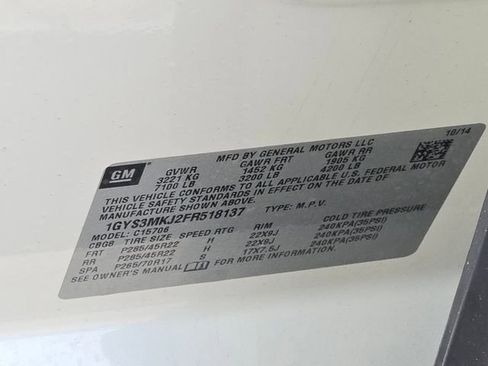 GM
MFD BY GENERAL MOTORS LLC
10/14
GVWR GAWR FRT GAWR RR
3221 KG 1452 KG 1905 KG
7100 LB 3200 LB 4200 LB
THIS VEHICLE CONFORMS TO ALL APPLICABLE U.S. FEDERAL MOTOR
VEHICLE SAFETY STANDARDS IN EFFECT ON THE DATE OF
MANUFACTURE SHOWN ABOVE.
1GYS3MKJ2FR518137 TYPE: M.P.V.
MODEL: C15706
CBG8 TIRE SIZE SPEED RTG RIM COLD TIRE PRESSURE
FRT P285/45R22 H 22X9J 240KPA(35PSI)
RR P285/45R22 H 22X9J 240KPA(35PSI)
SPA P265/70R17 S 17X7.5J 240KPA(35PSI)
SEE OWNER'S MANUAL FOR MORE INFORMATION.